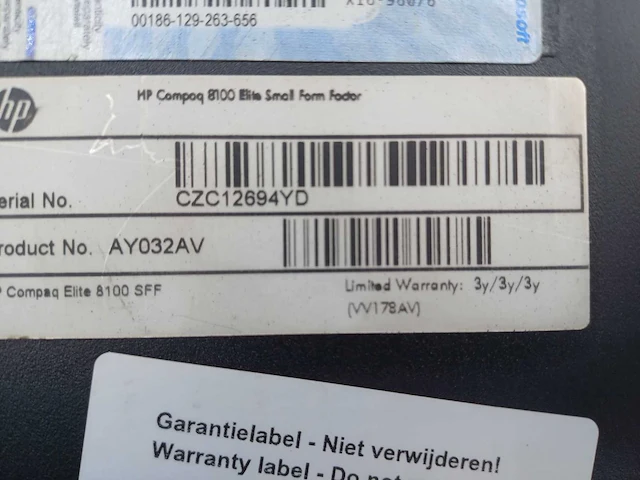 00186-129-263-656
hp
HP Compaq 8100 Elite Small Form Factor
erial No.
CZC12694YD
roduct No. AY032AV
P Compaq Elite 8100 SFF
Limited Warranty: 3y/3y/3y
(VV178AV)
Garantielabel - Niet verwijderen!
Warranty label - Do not